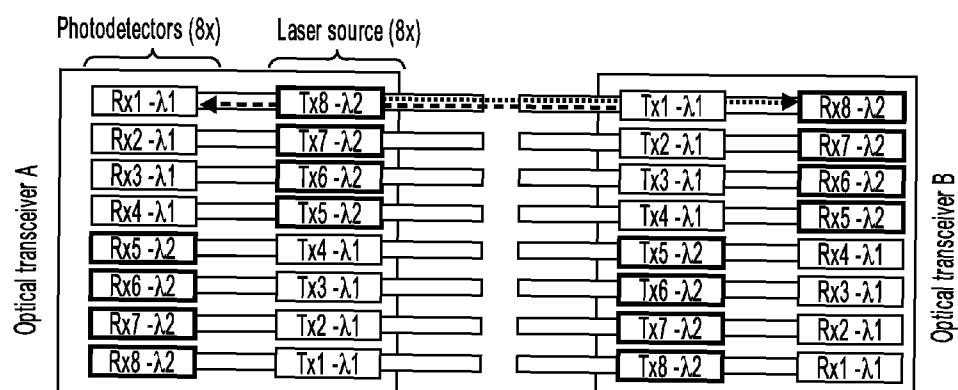 Photodetectors (8x) Laser source (8x)
Rx1 -λ1 Tx8 -λ2 Tx1 -λ1 Rx8 -λ2
Rx2 -λ1 Tx7 -λ2 Tx2 -λ1 Rx7 -λ2
Rx3 -λ1 Tx6 -λ2 Tx3 -λ1 Rx6 -λ2
Rx4 -λ1 Tx5 -λ2 Tx4 -λ1 Rx5 -λ2
Rx5 -λ2 Tx4 -λ1 Tx5 -λ2 Rx4 -λ1
Rx6 -λ2 Tx3 -λ1 Tx6 -λ2 Rx3 -λ1
Rx7 -λ2 Tx2 -λ1 Tx7 -λ2 Rx2 -λ1
Rx8 -λ2 Tx1 -λ1 Tx8 -λ2 Rx1 -λ1
Optical transceiver A
Optical transceiver B